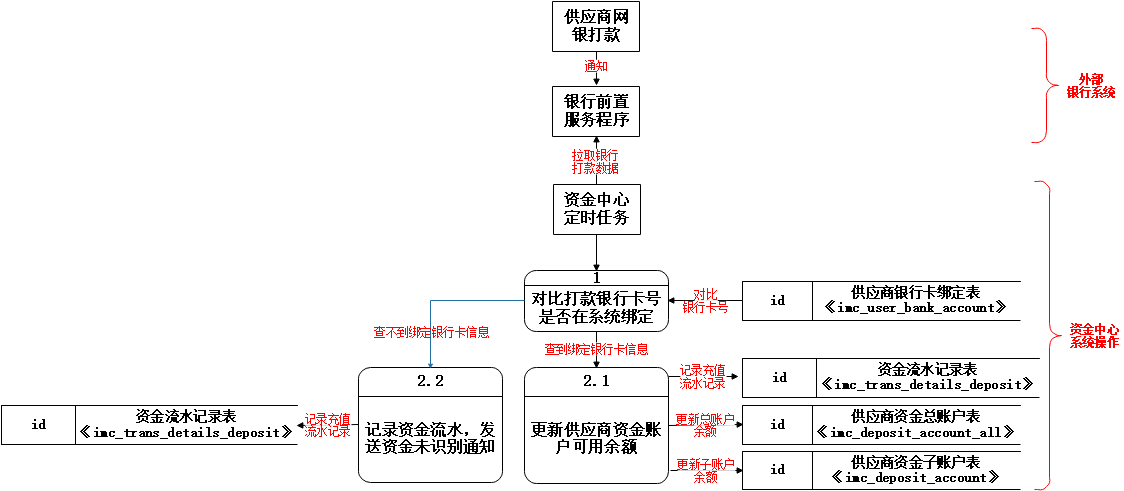 供应商网
银打款
通知
银行前置
服务程序
外部
银行系统
拉取银行
打款数据
资金中心
定时任务
1
对比打款银行卡号
是否在系统绑定
对比
银行卡号
id
供应商银行卡绑定表
《imc_user_bank_account》
查不到绑定银行卡信息
查到绑定银行卡信息
资金中心
系统操作
2.2
记录资金流水，发
送资金未识别通知
2.1
更新供应商资金账
户可用余额
记录充值
流水记录
id
资金流水记录表
《imc_trans_details_deposit》
id
资金流水记录表
《imc_trans_details_deposit》
记录充值
流水记录
更新总账户
余额
id
供应商资金总账户表
《imc_deposit_account_all》
更新子账户
余额
id
供应商资金子账户表
《imc_deposit_account》